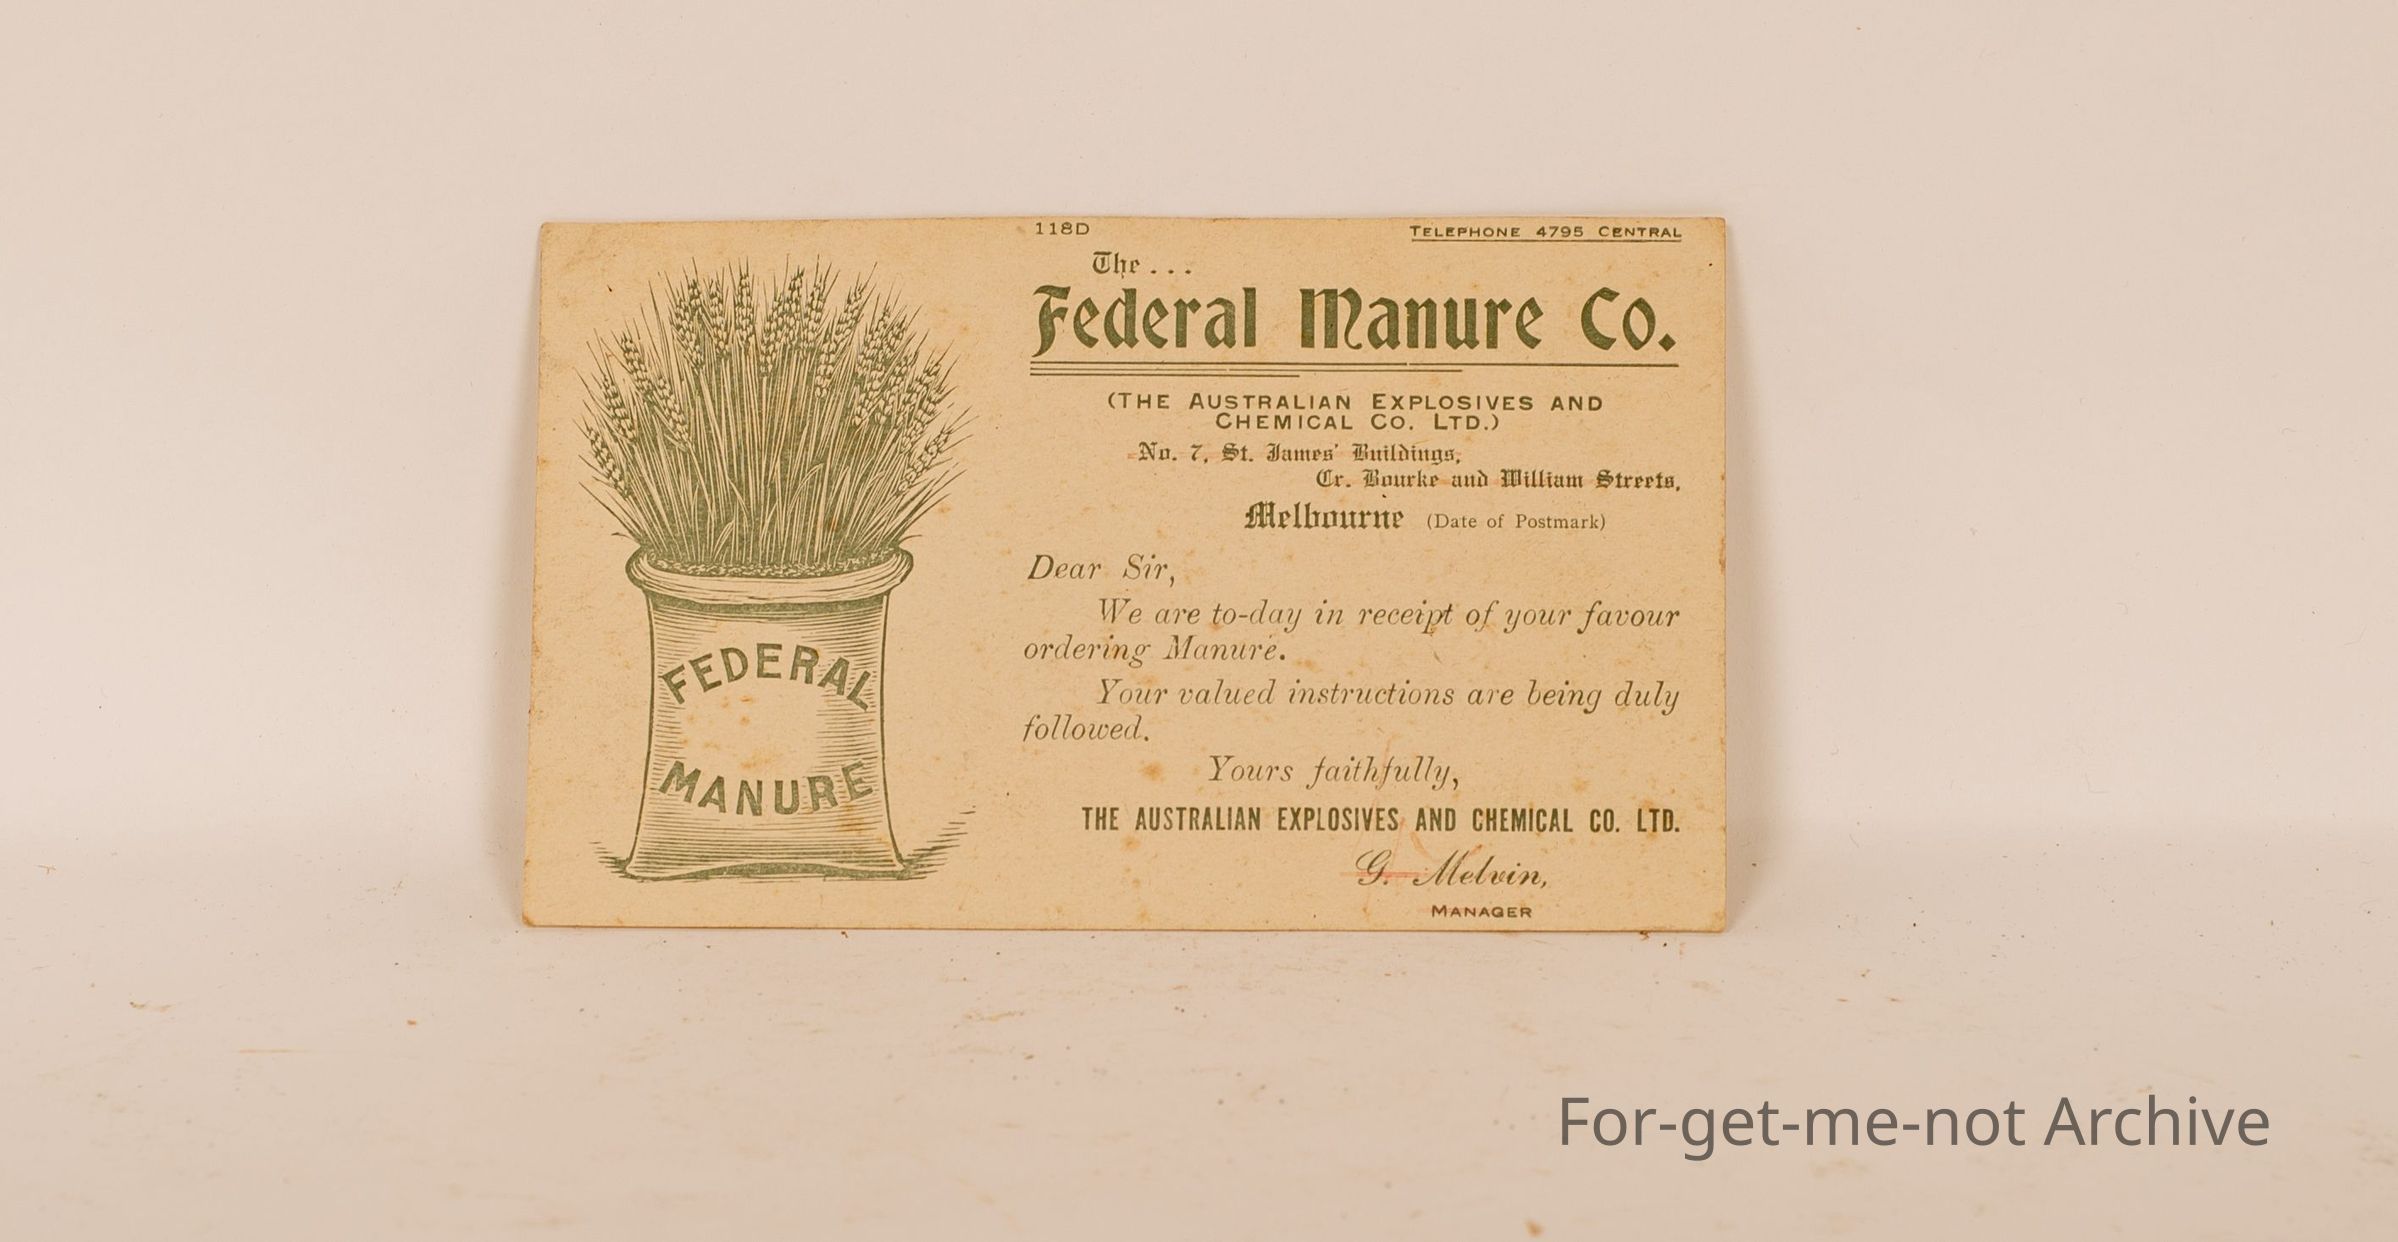 118D
TELEPHONE 4795 CENTRAL
The...
Federal Manure Co.
(THE AUSTRALIAN EXPLOSIVES AND
CHEMICAL CO. LTD.)
No. 7, St. James' Buildings,
Cr. Bourke and William Streets,
Melbourne (Date of Postmark)
Dear Sir,
We are to-day in receipt of your favour
ordering Manure.
Your valued instructions are being duly
followed.
Yours faithfully,
THE AUSTRALIAN EXPLOSIVES AND CHEMICAL CO. LTD.
G. Melvin,
MANAGER
FEDERAL
MANURE
For-get-me-not Archive